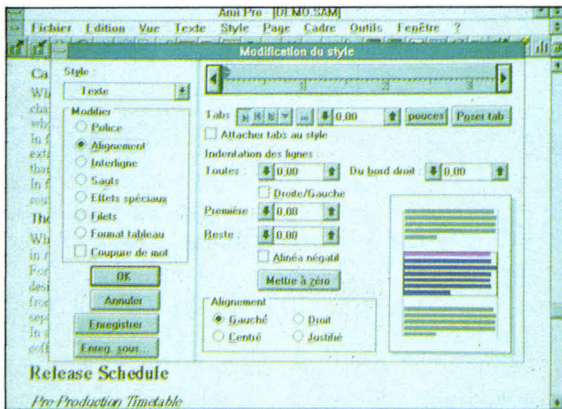 Ami Pro - [DEMO.SAM]
Fichier Edition Vue Texte Style Page Cadre Outils Fenêtre ?
Modification du style
Style :
Texte
Modifier
Police
Alignement
Interligne
Sauts
Effets spéciaux
Filets
Format tableau
Coupure de mot
OK
Annuler
Enregistrer
Enreg. sous...
1 2 3
Tabs 0,00 pouces Poser tab
Attacher tabs au style
Indentation des lignes :
Toutes : 0,00 Du bord droit : 0,00
Droite/Gauche
Première : 0,00
Reste : 0,00
Alinéa négatif
Mettre à zéro
Alignement
Gauché Droit
Centré Justifié
Release Schedule
Pre-Production Timetable